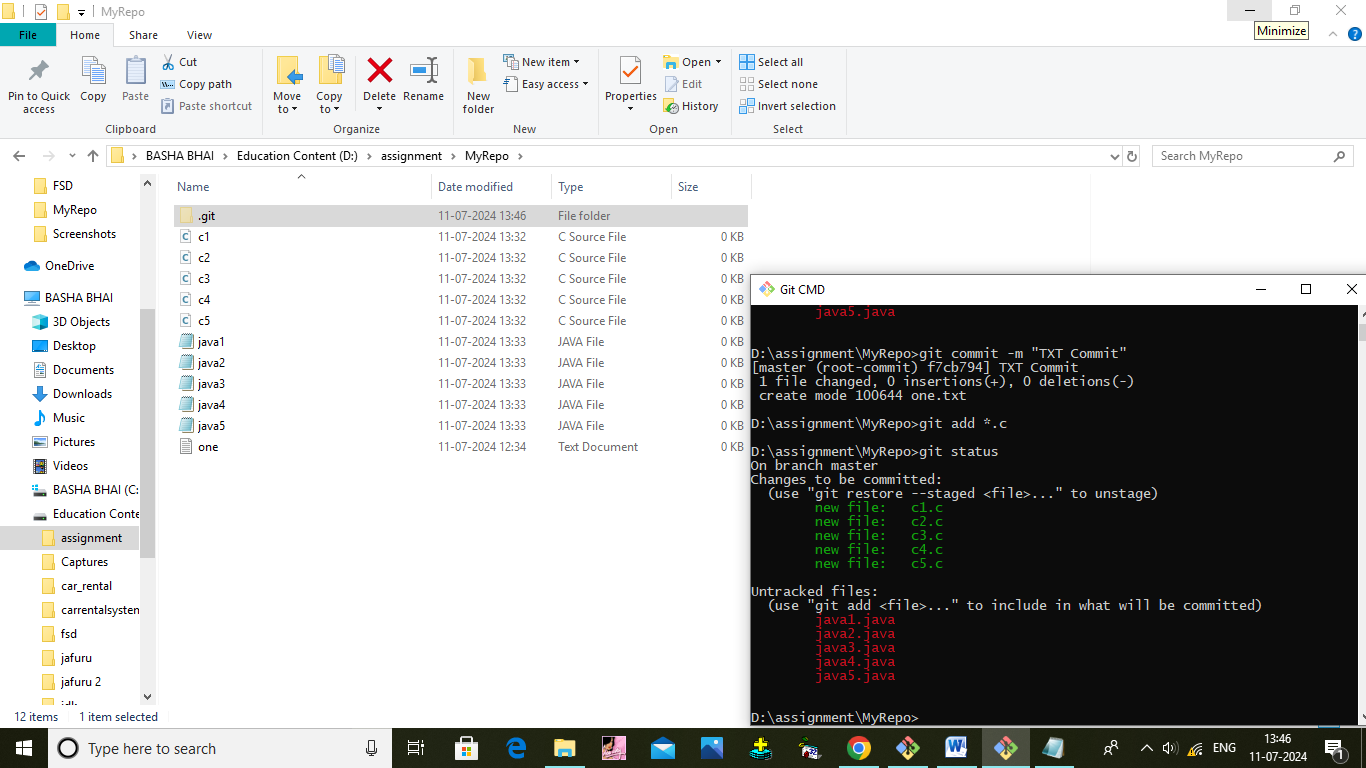 MyRepo
Minimize
File Home Share View
Pin to Quick access
Copy
Paste
Cut
Copy path
Paste shortcut
Clipboard
Move to
Copy to
Delete
Rename
Organize
New folder
New item
Easy access
New
Properties
Open
Edit
History
Open
Select all
Select none
Invert selection
Select
BASHA BHAI > Education Content (D:) > assignment > MyRepo >
Search MyRepo
FSD
MyRepo
Screenshots
OneDrive
BASHA BHAI
3D Objects
Desktop
Documents
Downloads
Music
Pictures
Videos
BASHA BHAI (C:
Education Conte
assignment
Captures
car_rental
carrentalsystem
fsd
jafuru
jafuru 2
Name Date modified Type Size
.git 11-07-2024 13:46 File folder
c1 11-07-2024 13:32 C Source File 0 KB
c2 11-07-2024 13:32 C Source File 0 KB
c3 11-07-2024 13:32 C Source File 0 KB
c4 11-07-2024 13:32 C Source File 0 KB
c5 11-07-2024 13:32 C Source File 0 KB
java1 11-07-2024 13:33 JAVA File 0 KB
java2 11-07-2024 13:33 JAVA File 0 KB
java3 11-07-2024 13:33 JAVA File 0 KB
java4 11-07-2024 13:33 JAVA File 0 KB
java5 11-07-2024 13:33 JAVA File 0 KB
one 11-07-2024 12:34 Text Document 0 KB
12 items 1 item selected
Git CMD
java5.java
D:\assignment\MyRepo>git commit -m "TXT Commit"
[master (root-commit) f7cb794] TXT Commit
1 file changed, 0 insertions(+), 0 deletions(-)
create mode 100644 one.txt
D:\assignment\MyRepo>git add *.c
D:\assignment\MyRepo>git status
On branch master
Changes to be committed:
(use "git restore --staged <file>..." to unstage)
new file: c1.c
new file: c2.c
new file: c3.c
new file: c4.c
new file: c5.c
Untracked files:
(use "git add <file>..." to include in what will be committed)
java1.java
java2.java
java3.java
java4.java
java5.java
D:\assignment\MyRepo>
Type here to search
ENG
13:46
11-07-2024
1